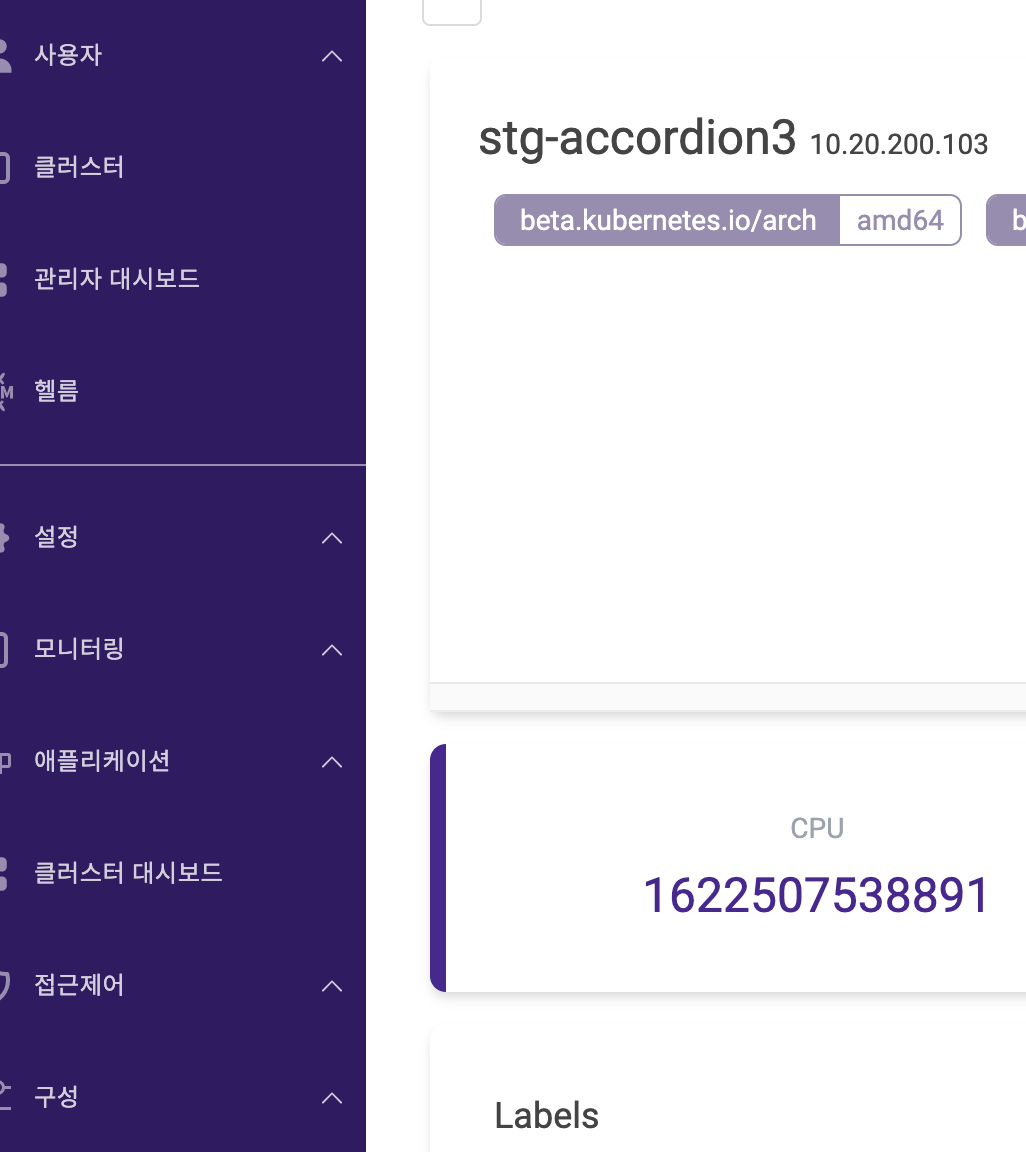 사용자
클러스터
관리자 대시보드
헬름
설정
모니터링
애플리케이션
클러스터 대시보드
접근제어
구성
stg-accordion3 10.20.200.103
beta.kubernetes.io/arch amd64 b
CPU
1622507538891
Labels